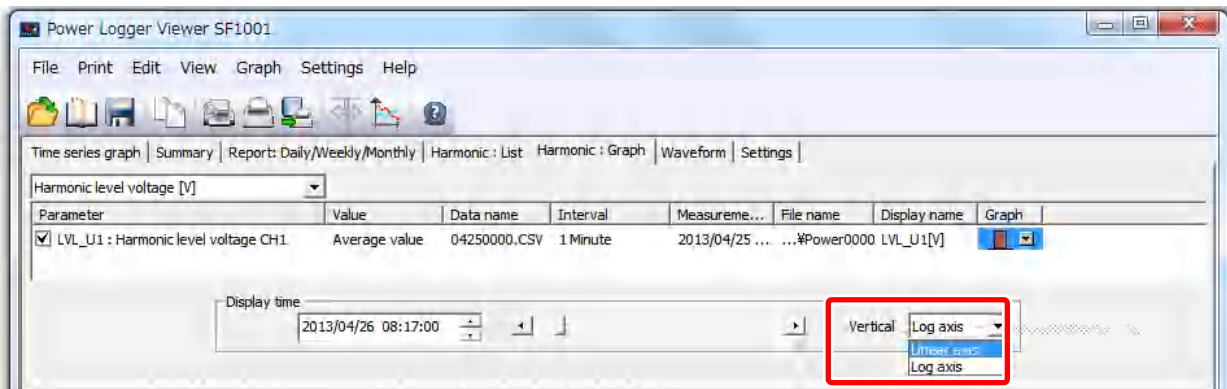 Power Logger Viewer SF1001
File Print Edit View Graph Settings Help
Time series graph Summary Report: Daily/Weekly/Monthly Harmonic : List Harmonic : Graph Waveform Settings
Harmonic level voltage [V]
Parameter Value Data name Interval Measureme... File name Display name Graph
LVL_U1 : Harmonic level voltage CH1 Average value 04250000.CSV 1 Minute 2013/04/25 ... ...¥Power0000 LVL_U1[V]
Display time
2013/04/26 08:17:00 Vertical Log axis
Linear axis
Log axis